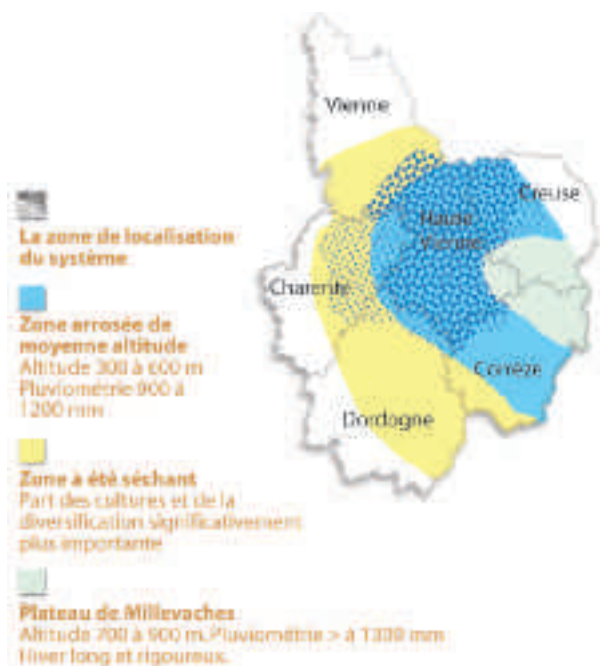 Vienne
Creuse
Haute
Vienne
Charente
Corrèze
Dordogne
La zone de localisation
du système
Zone arrosée de
moyenne altitude
Altitude 300 à 600 m
Pluviométrie 900 à
1200 mm
Zone à été séchant
Part des cultures et de la
diversification significativement
plus importante
Plateau de Millevaches
Altitude 700 à 900 m. Pluviométrie > à 1300 mm
Hiver long et rigoureux.